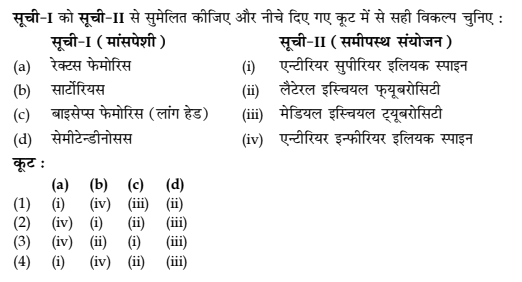 सूची-I को सूची-II से सुमेलित कीजिए और नीचे दिए गए कूट में से सही विकल्प चुनिए :
सूची-I ( मांसपेशी ) सूची-II ( समीपस्थ संयोजन )
(a) रेक्टस फेमोरिस (i) एन्टीरियर सुपीरियर इलियक स्पाइन
(b) सार्टोरियस (ii) लैटेरल इस्चियल फ्यूबरोसिटी
(c) बाइसेप्स फेमोरिस (लांग हेड) (iii) मेडियल इस्चियल ट्यूबरोसिटी
(d) सेमीटेन्डीनोसस (iv) एन्टीरियर इन्फीरियर इलियक स्पाइन
कूट :
(a) (b) (c) (d)
(1) (i) (iv) (iii) (ii)
(2) (iv) (i) (ii) (iii)
(3) (iv) (ii) (i) (iii)
(4) (i) (iv) (ii) (iii)